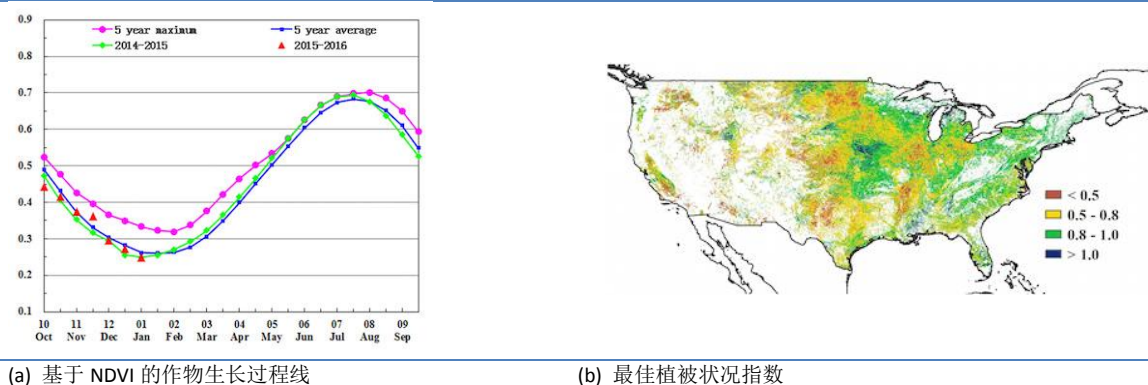 0.9
0.8
0.7
0.6
0.5
0.4
0.3
0.2
0.1
5 year maximum
5 year average
2014-2015
2015-2016
10 11 12 01 02 03 04 05 06 07 08 09
Oct Nov Dec Jan Feb Mar Apr May Jun Jul Aug Sep
< 0.5
0.5 - 0.8
0.8 - 1.0
> 1.0
(a) 基于 NDVI 的作物生长过程线
(b) 最佳植被状况指数